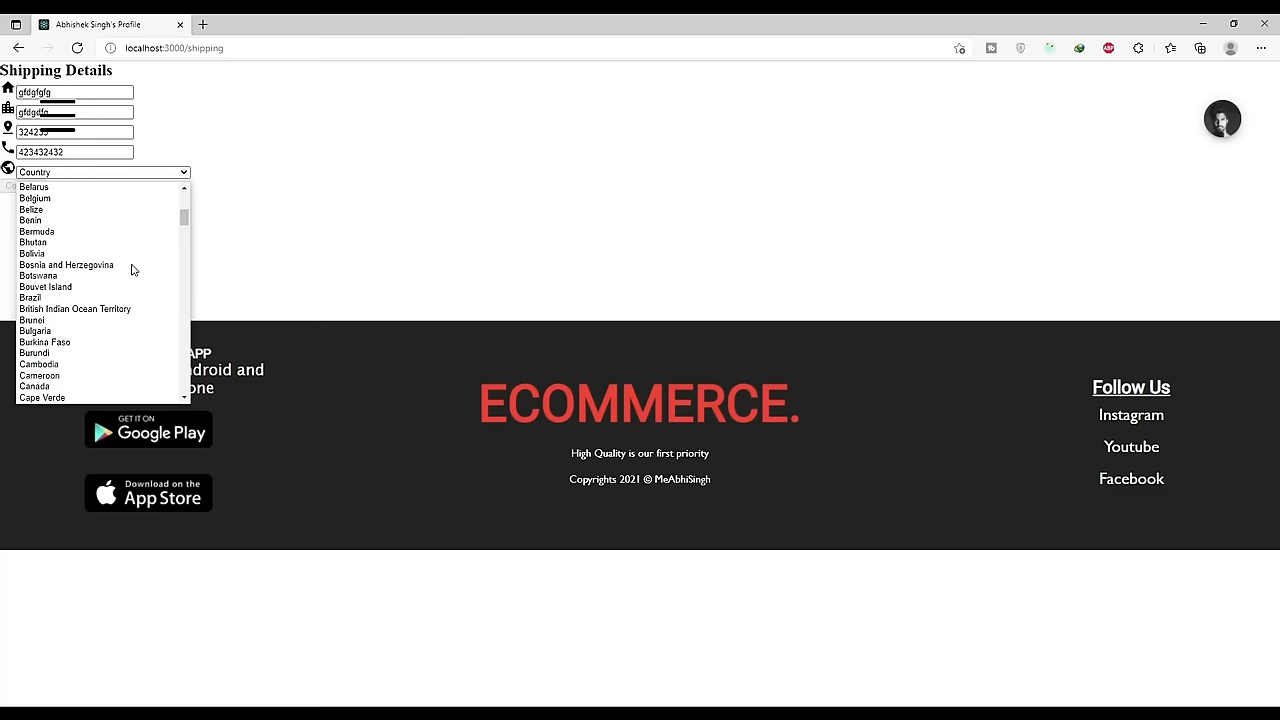 Abhishek Singh's Profile
localhost:3000/shipping
ABP
Shipping Details
gfdgfgfg
gfdgdfg
423432432
Country
Belarus
Belgium
Belize
Benin
Bermuda
Bhutan
Bolivia
Bosnia and Herzegovina
Botswana
Bouvet Island
Brazil
British Indian Ocean Territory
Brunei
Bulgaria
Burkina Faso
Burundi
Cambodia
Cameroon
Canada
Cape Verde
APP
droid and
one
GET IT ON
Google Play
Download on the
App Store
ECOMMERCE.
High Quality is our first priority
Copyrights 2021 © MeAbhiSingh
Follow Us
Instagram
Youtube
Facebook